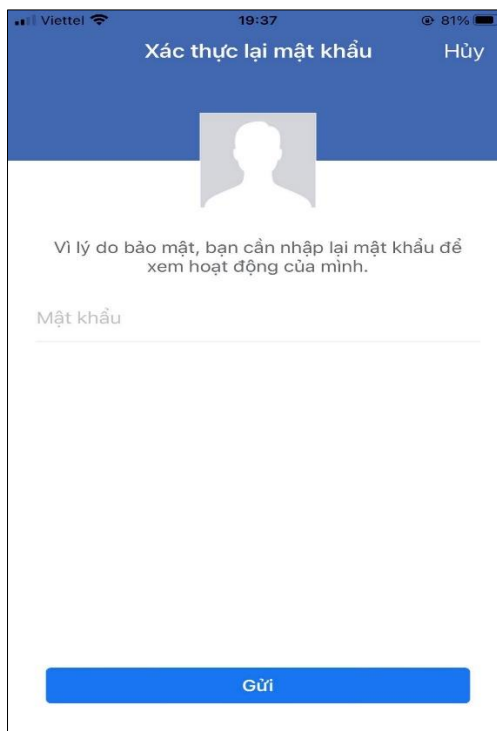 Viettel 19:37 81%
Xác thực lại mật khẩu Hủy
Vì lý do bảo mật, bạn cần nhập lại mật khẩu để
xem hoạt động của mình.
Mật khẩu
Gửi